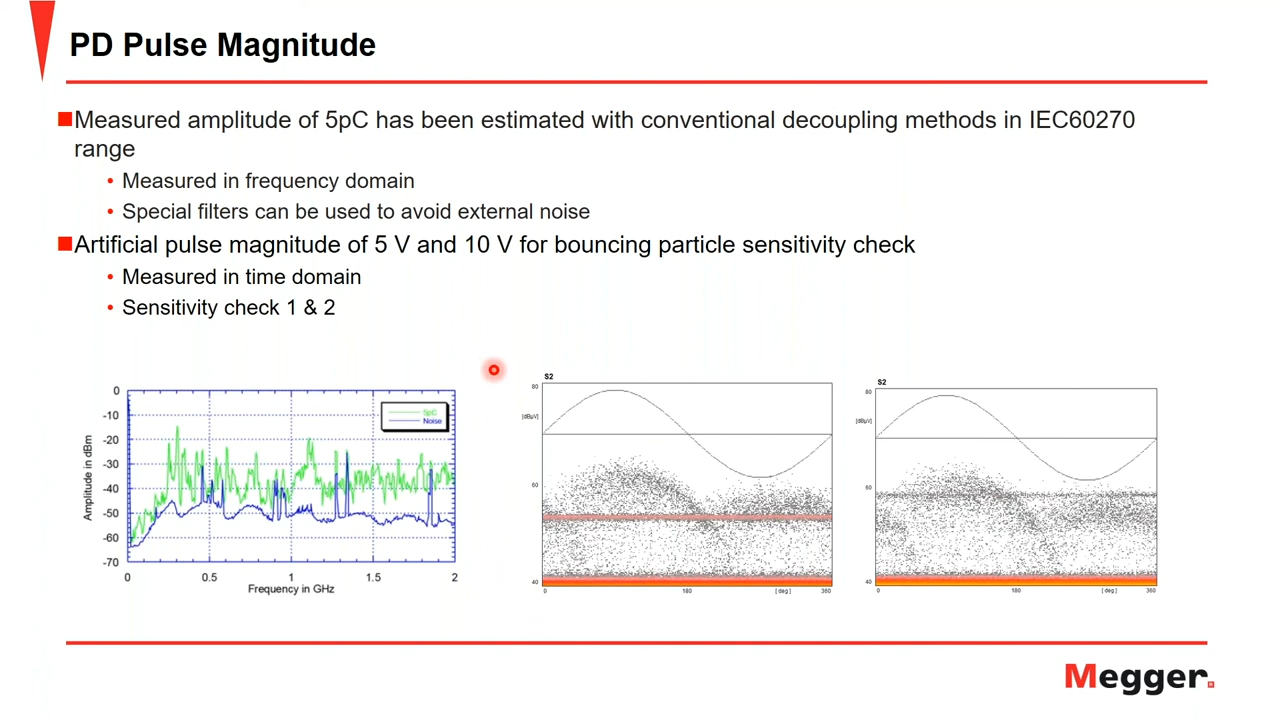 PD Pulse Magnitude
Measured amplitude of 5pC has been estimated with conventional decoupling methods in IEC60270
range
• Measured in frequency domain
• Special filters can be used to avoid external noise
Artificial pulse magnitude of 5 V and 10 V for bouncing particle sensitivity check
• Measured in time domain
• Sensitivity check 1 & 2
0
-10
-20
-30
-40
-50
-60
-70
Amplitude in dBm
5pC
Noise
0 0.5 1 1.5 2
Frequency in GHz
S2
80
[dBµV]
60
40
0 180 [deg] 360
S2
80
[dBµV]
60
40
0 180 [deg] 360
Megger.